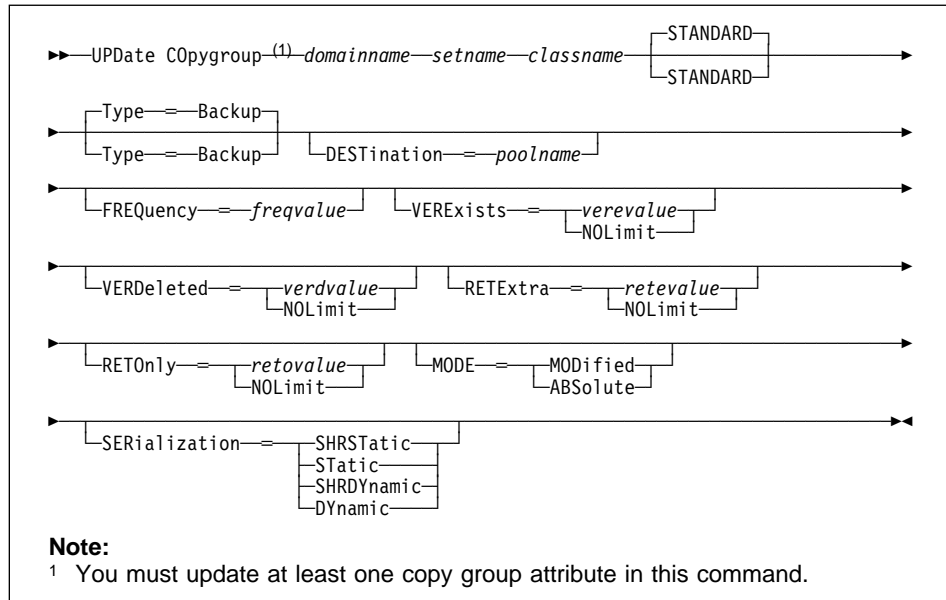 STANDARD
UPDate COpygroup (1) domainname setname classname
STANDARD
Type = Backup
Type = Backup DESTination = poolname
FREQuency = freqvalue VERExists = verevalue
NOLimit
VERDeleted = verdvalue RETExtra = retevalue
NOLimit NOLimit
RETOnly = retovalue MODE = MODified
NOLimit ABSolute
SERialization = SHRSTatic
STatic
SHRDYnamic
DYnamic
Note:
1 You must update at least one copy group attribute in this command.